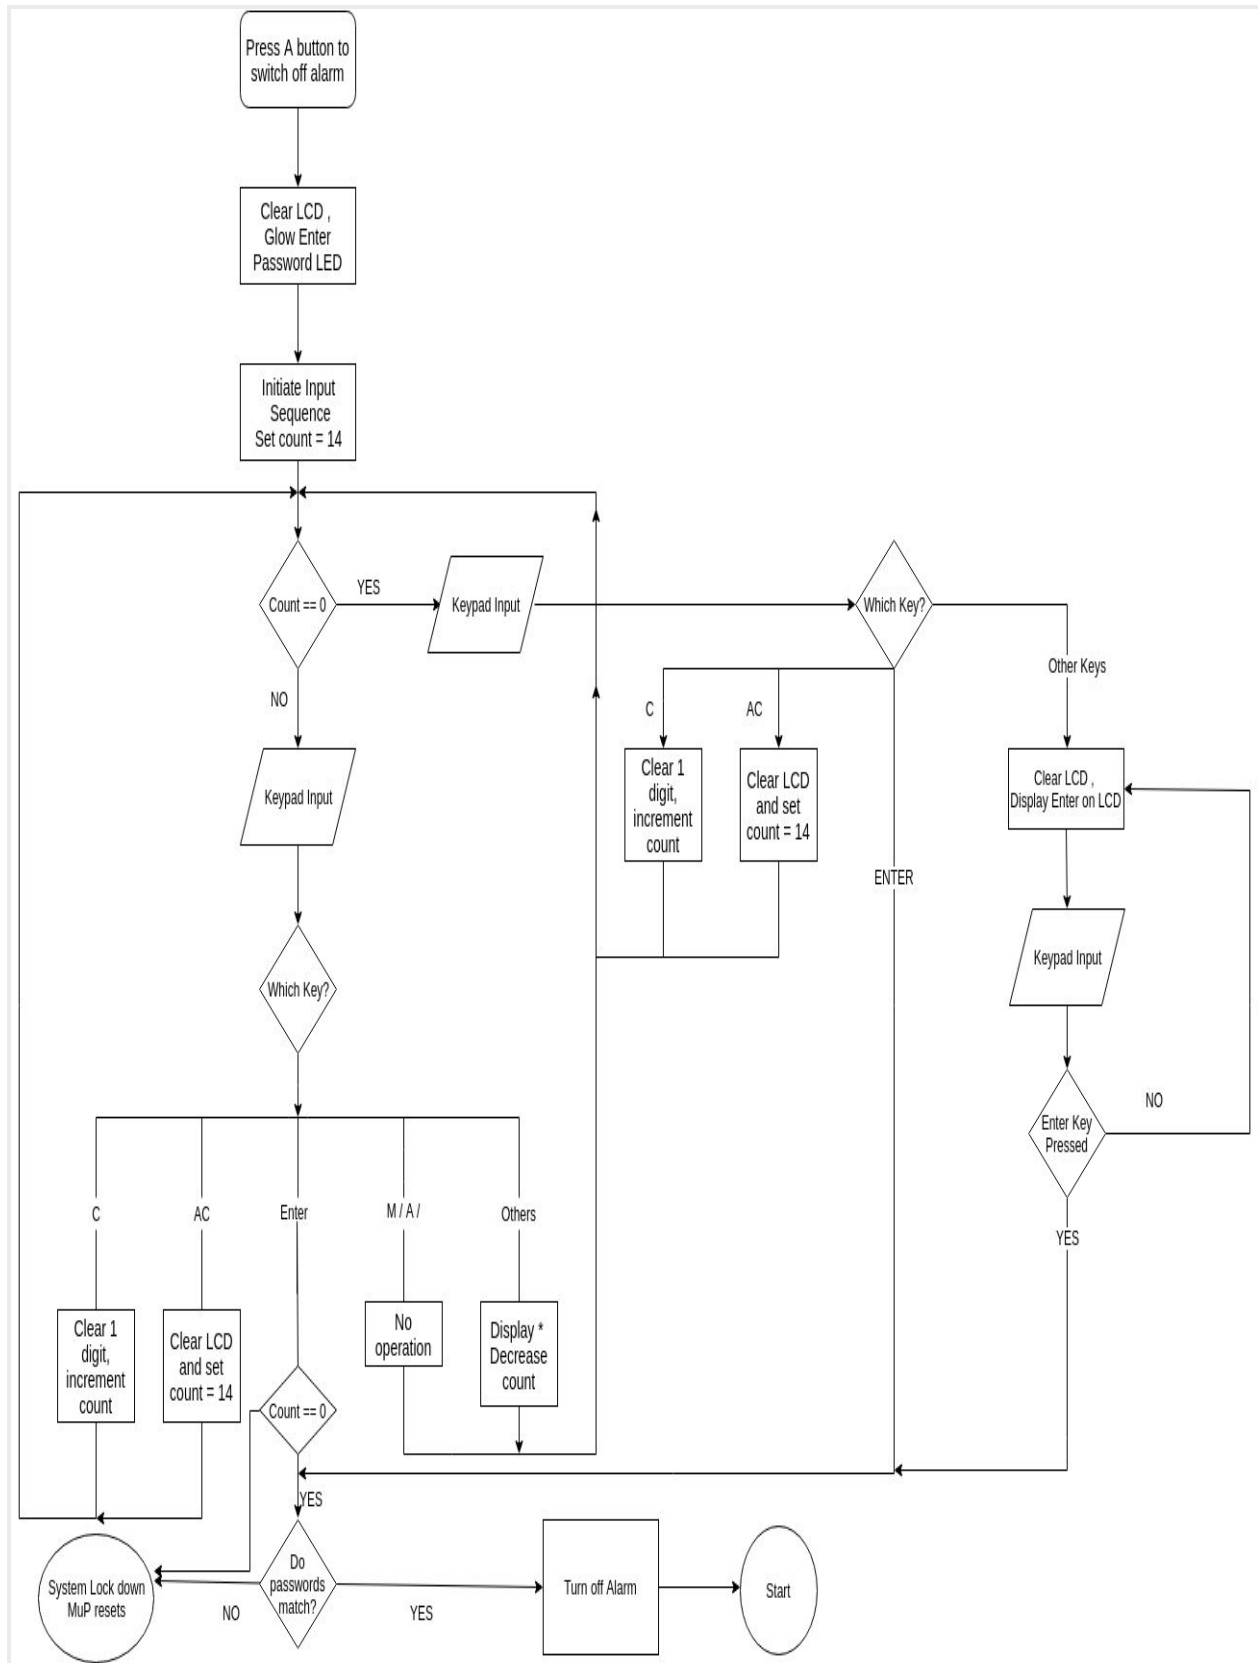 Press A button to
switch off alarm
Clear LCD ,
Glow Enter
Password LED
Initiate Input
Sequence
Set count = 14
Count == 0
YES
Keypad Input
Which Key?
Other Keys
NO
C
AC
Keypad Input
Clear 1
digit,
increment
count
Clear LCD
and set
count = 14
Clear LCD ,
Display Enter on LCD
ENTER
Keypad Input
Which Key?
Enter Key
Pressed
NO
YES
C
AC
Enter
M / A /
Others
Clear 1
digit,
increment
count
Clear LCD
and set
count = 14
No
operation
Display *
Decrease
count
Count == 0
YES
Do
passwords
match?
System Lock down
MuP resets
NO
YES
Turn off Alarm
Start